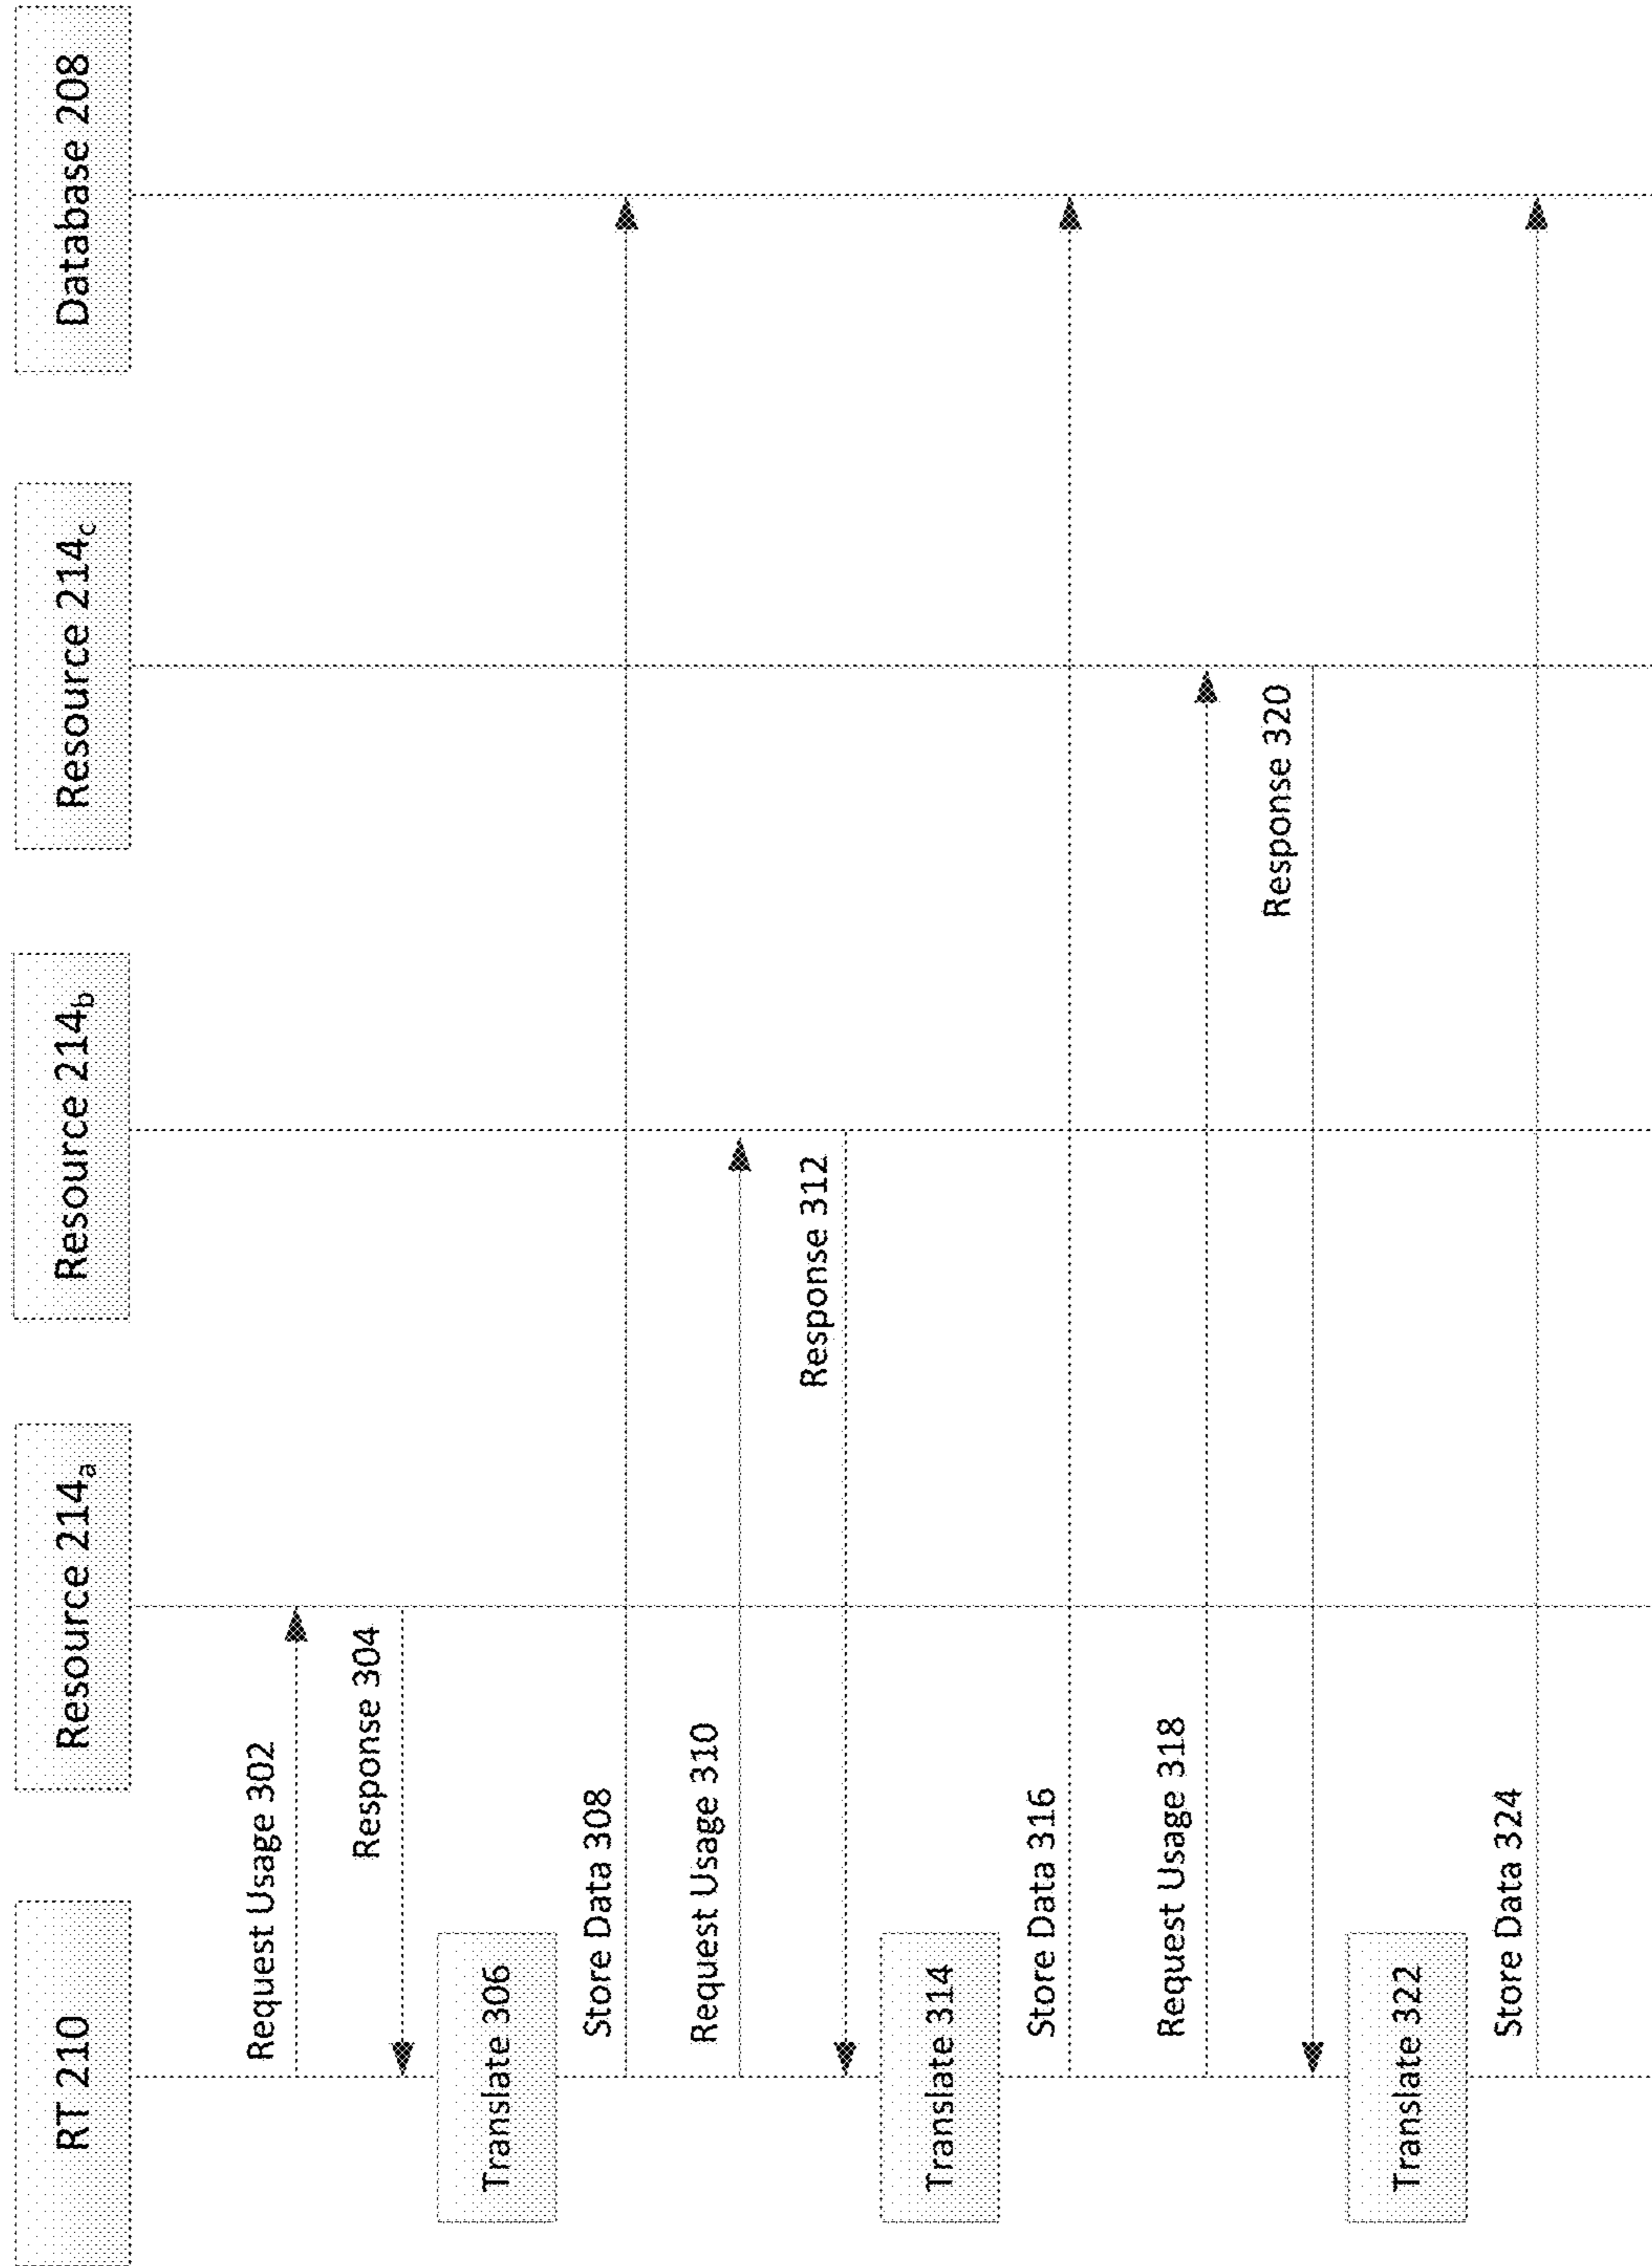 RT 210
Resource 214a
Resource 214b
Resource 214c
Database 208
Request Usage 302
Response 304
Translate 306
Store Data 308
Request Usage 310
Response 312
Translate 314
Store Data 316
Request Usage 318
Response 320
Translate 322
Store Data 324